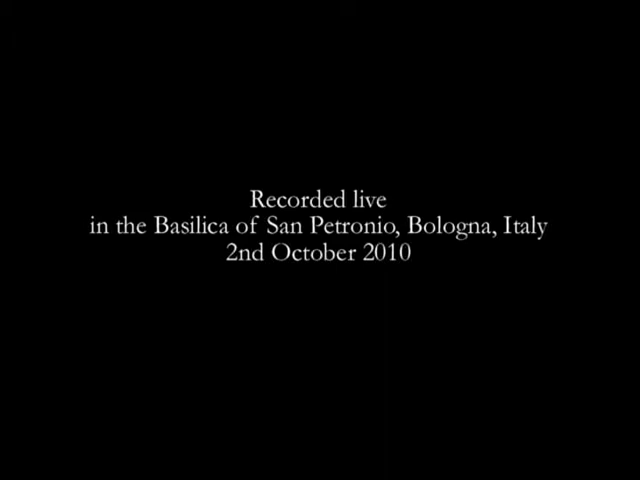 Recorded live
in the Basilica of San Petronio, Bologna, Italy
2nd October 2010